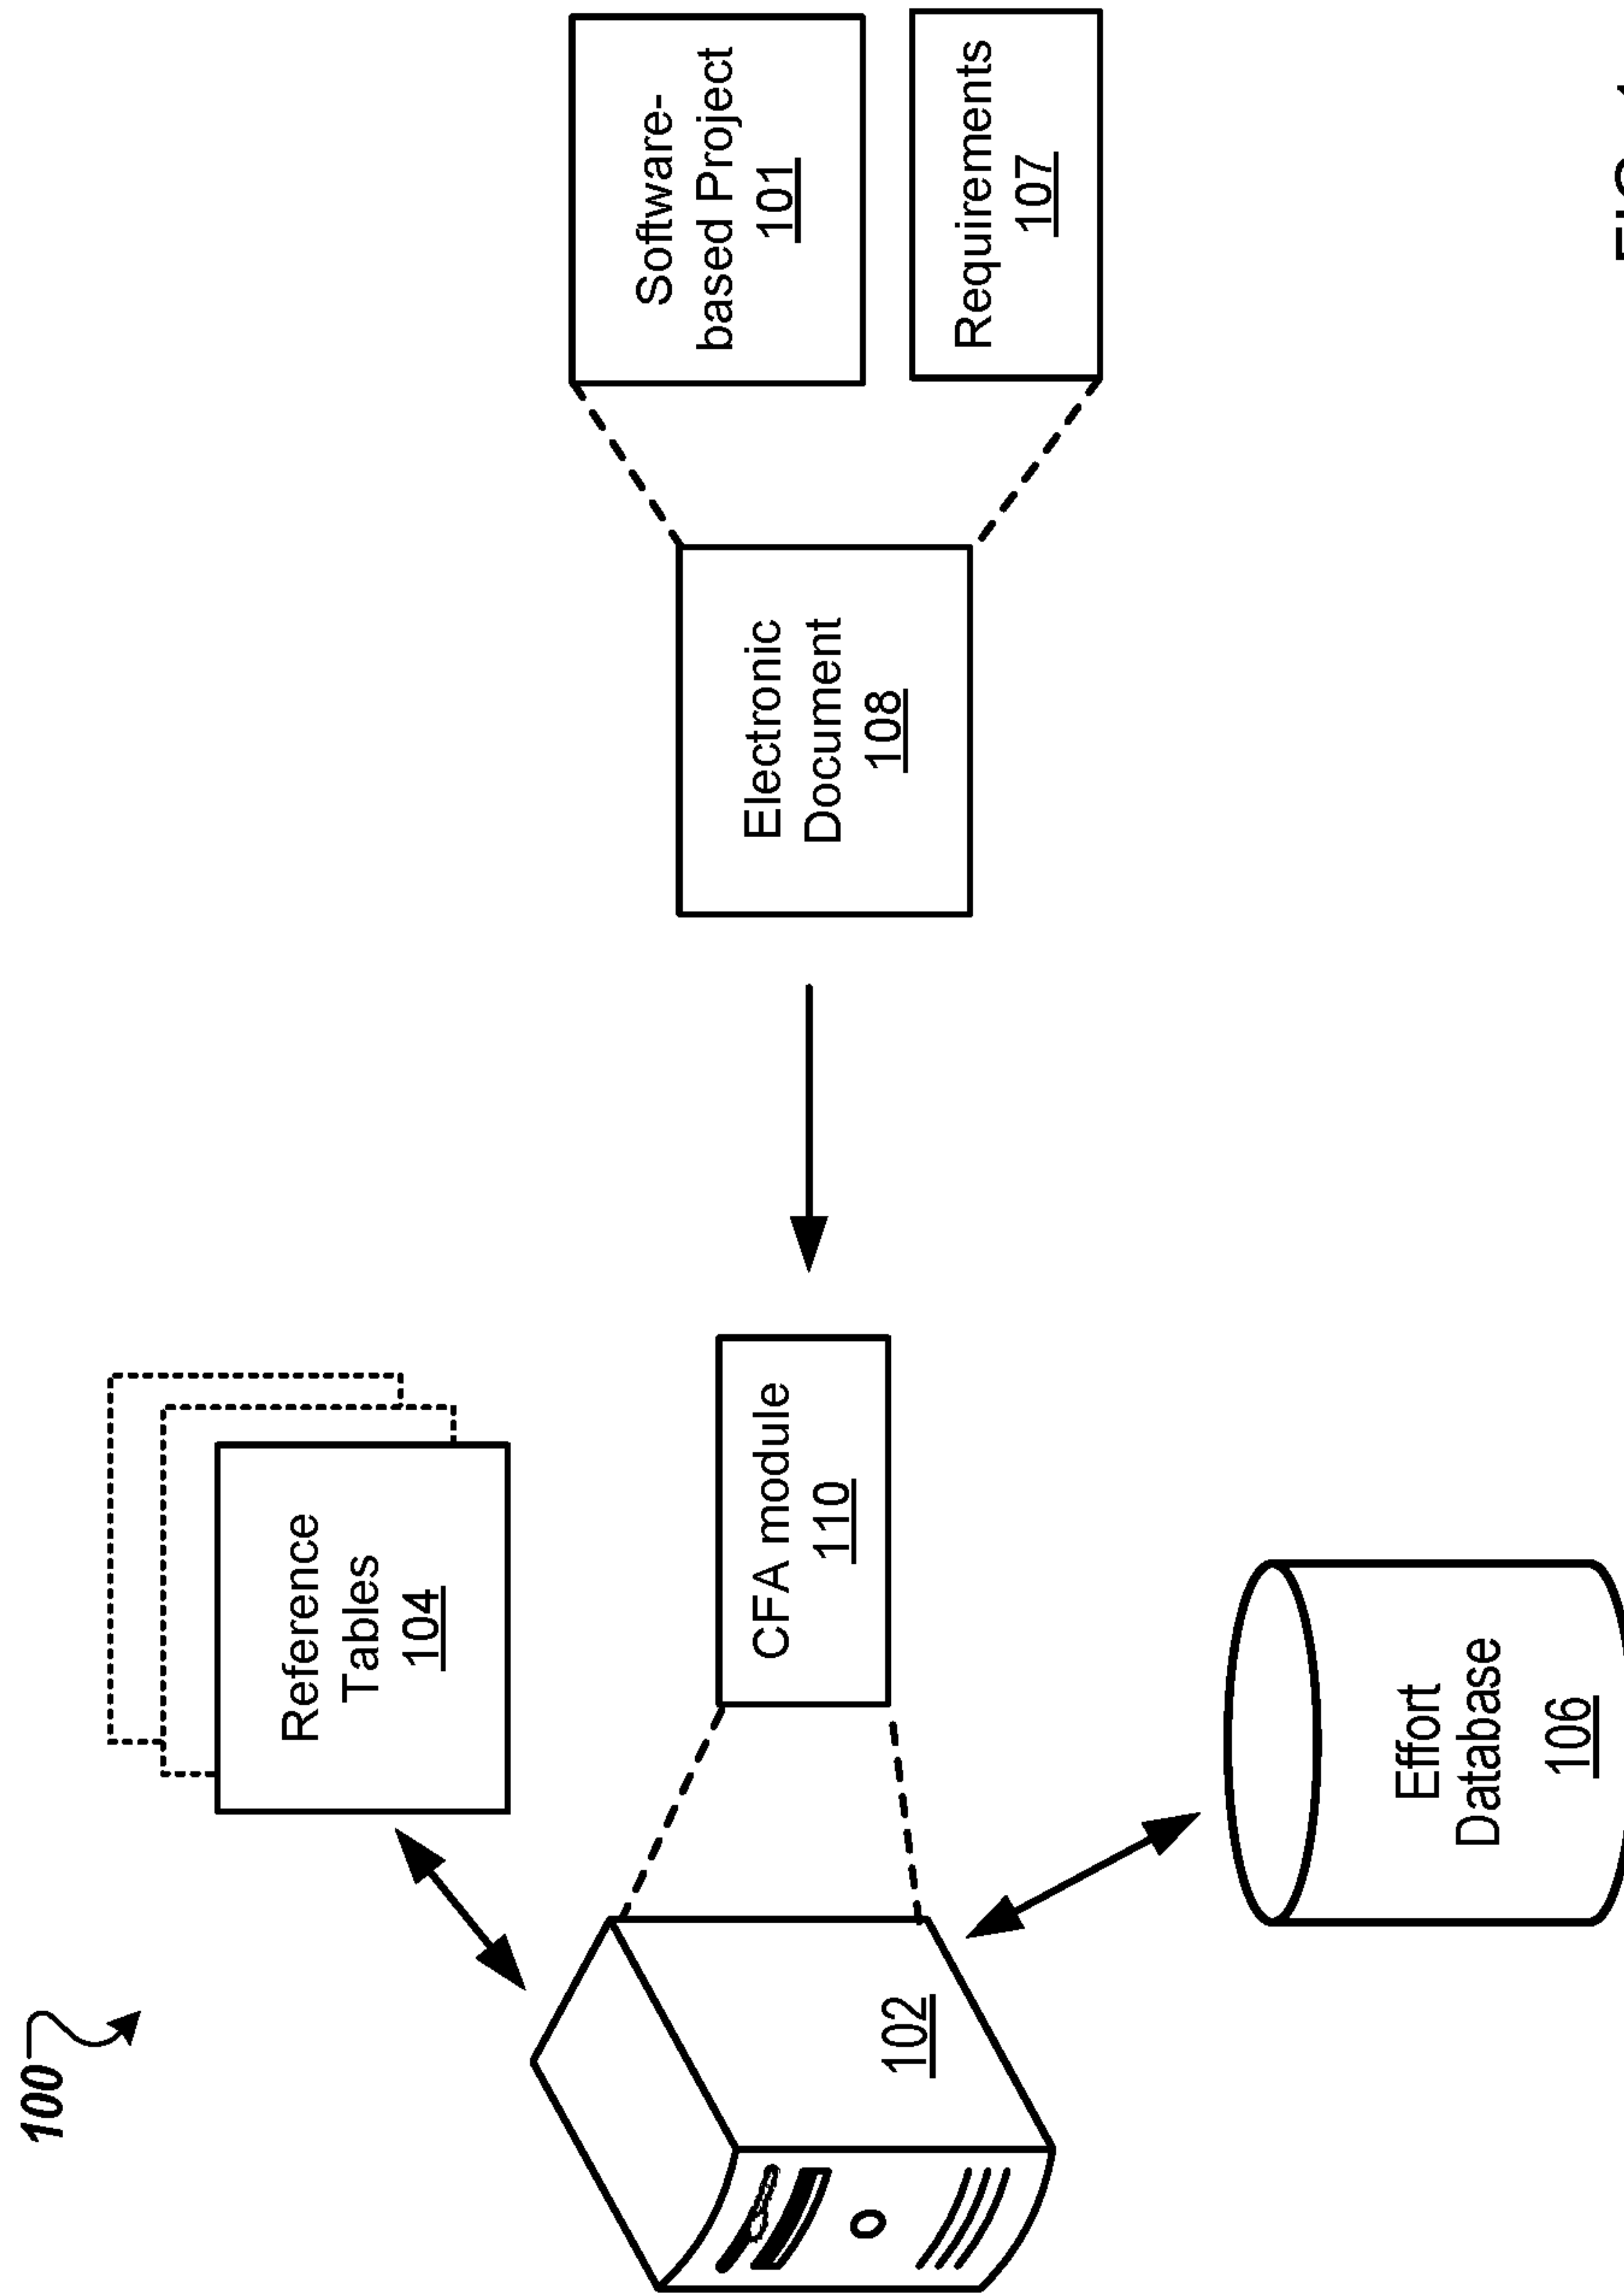 100
Reference
Tables
104
102
CFA module
110
Effort
Database
106
Electronic
Document
108
Software-
based Project
101
Requirements
107